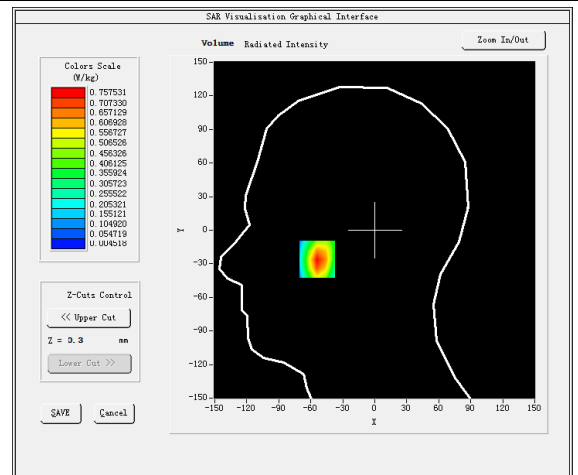 SAR Visualisation Graphical Interface
Volume Radiated Intensity
Zoom In/Out
Colors Scale
(W/kg)
0.757531
0.707330
0.657129
0.606928
0.556727
0.506526
0.456326
0.406125
0.355924
0.305723
0.255522
0.205321
0.155121
0.104920
0.054719
0.004518
Z-Cuts Control
<< Upper Cut
Z = 0.3 mm
Lower Cut >>
SAVE Cancel
150
120
90
60
30
0
-30
-60
-90
-120
-150
Y
-150 -120 -90 -60 -30 0 30 60 90 120 150
X